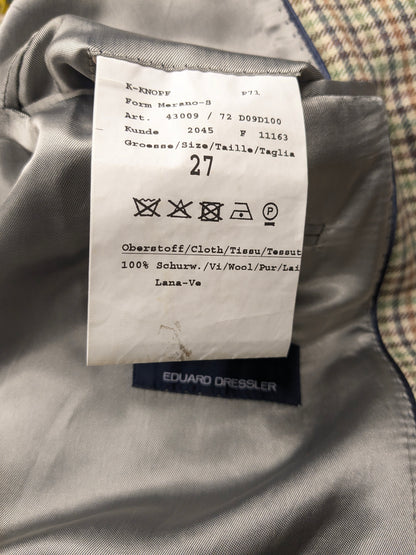 K-KNOPF P71
Form Merano-S
Art. 43009 / 72 D09D100
Kunde 2045 F 11163
Groesse/Size/Taille/Taglia
27
P
Oberstoff/Cloth/Tissu/Tessut
100% Schurw./Vi/Wool/Pur/Lai
Lana-Ve
EDUARD DRESSLER